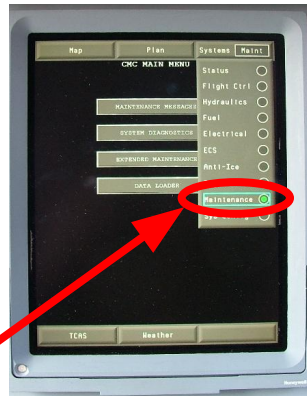 Map Plan Systems Maint
CMC MAIN MENU
Status
Flight Ctrl
MAINTENANCE MESSAGES
Hydraulics
Fuel
SYSTEM DIAGNOSTICS
Electrical
ECS
EXTENDED MAINTENANCE
Anti-Ice
DATA LOADER
Maintenance
TCAS Weather
Honeywell